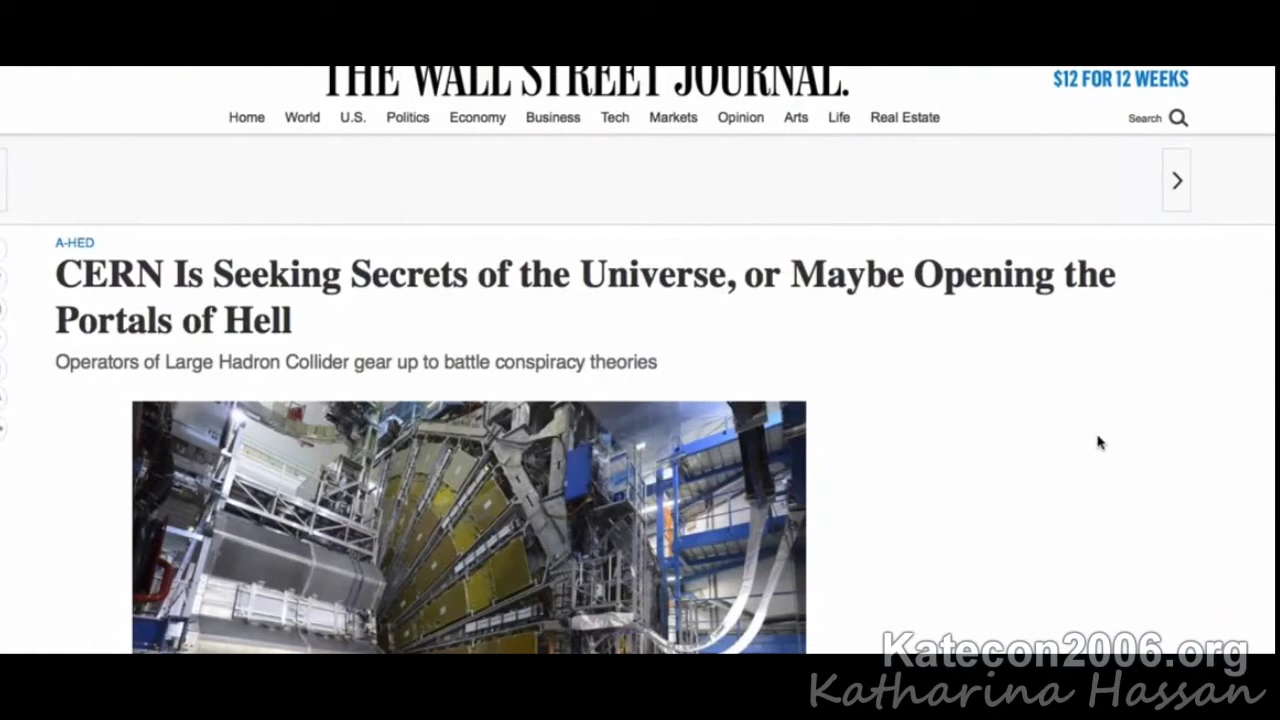 THE WALL STREET JOURNAL.
$12 FOR 12 WEEKS
Home World U.S. Politics Economy Business Tech Markets Opinion Arts Life Real Estate
Search
A-HED
CERN Is Seeking Secrets of the Universe, or Maybe Opening the
Portals of Hell
Operators of Large Hadron Collider gear up to battle conspiracy theories
Katecon2006.org
Katharina Hassan